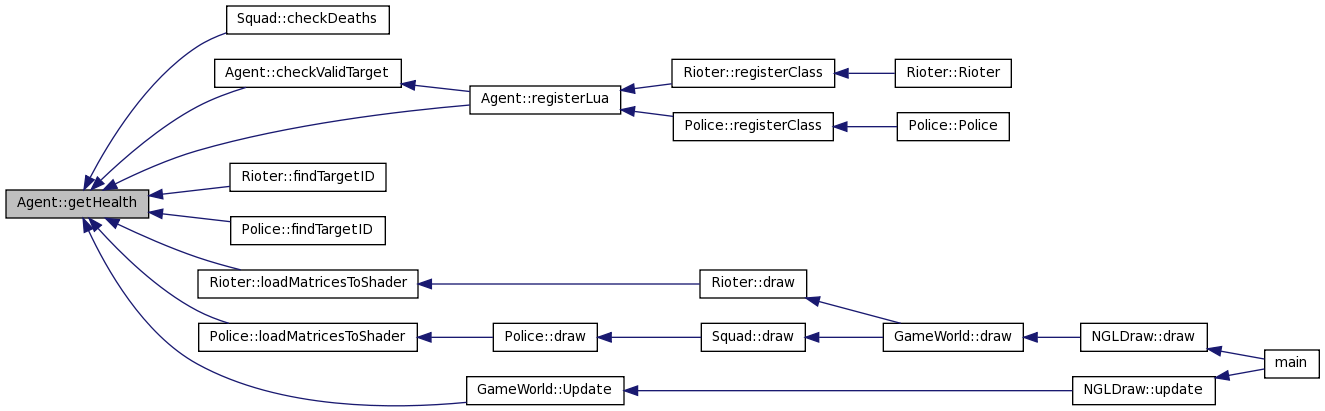 Squad::checkDeaths
Agent::checkValidTarget
Rioter::registerClass
Rioter::Rioter
Agent::registerLua
Police::registerClass
Police::Police
Rioter::findTargetID
Agent::getHealth
Police::findTargetID
Rioter::loadMatricesToShader
Rioter::draw
Police::loadMatricesToShader
Police::draw
Squad::draw
GameWorld::draw
NGLDraw::draw
main
GameWorld::Update
NGLDraw::update